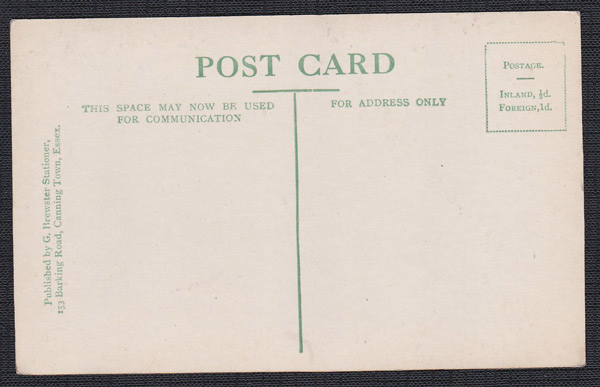 POST CARD
THIS SPACE MAY NOW BE USED
FOR COMMUNICATION
FOR ADDRESS ONLY
POSTAGE.
INLAND, ½d.
FOREIGN, 1d.
Published by G. Brewster Stationer,
153 Barking Road, Canning Town, Essex.